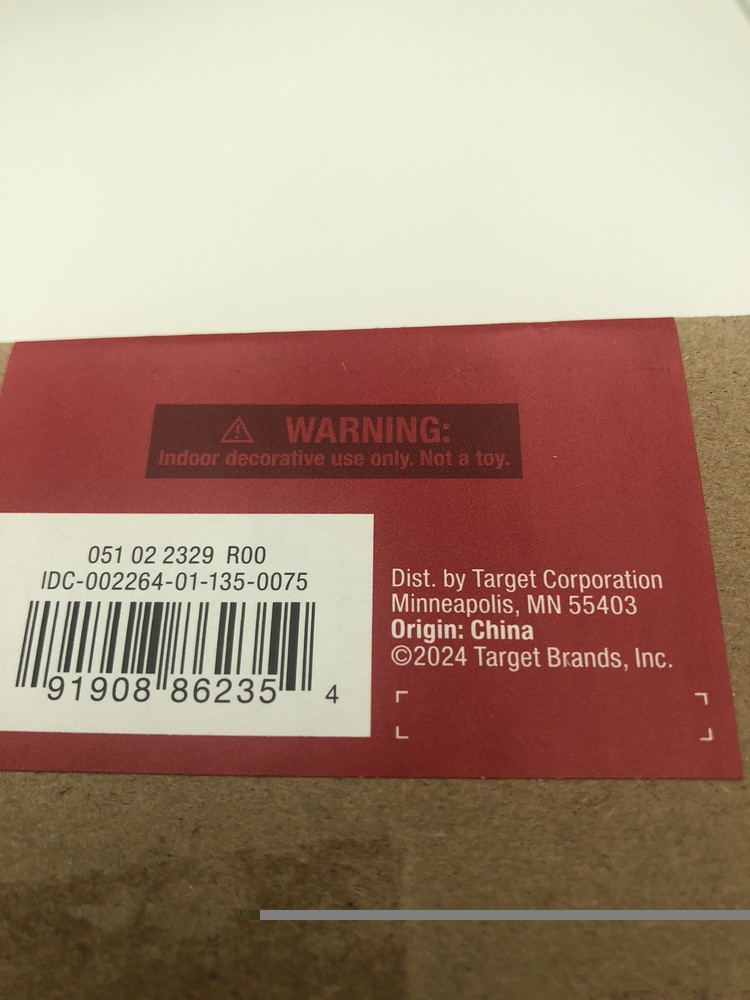 ⚠ WARNING:
Indoor decorative use only. Not a toy.
051 02 2329 R00
IDC-002264-01-135-0075
91908 86235 4
Dist. by Target Corporation
Minneapolis, MN 55403
Origin: China
©2024 Target Brands, Inc.